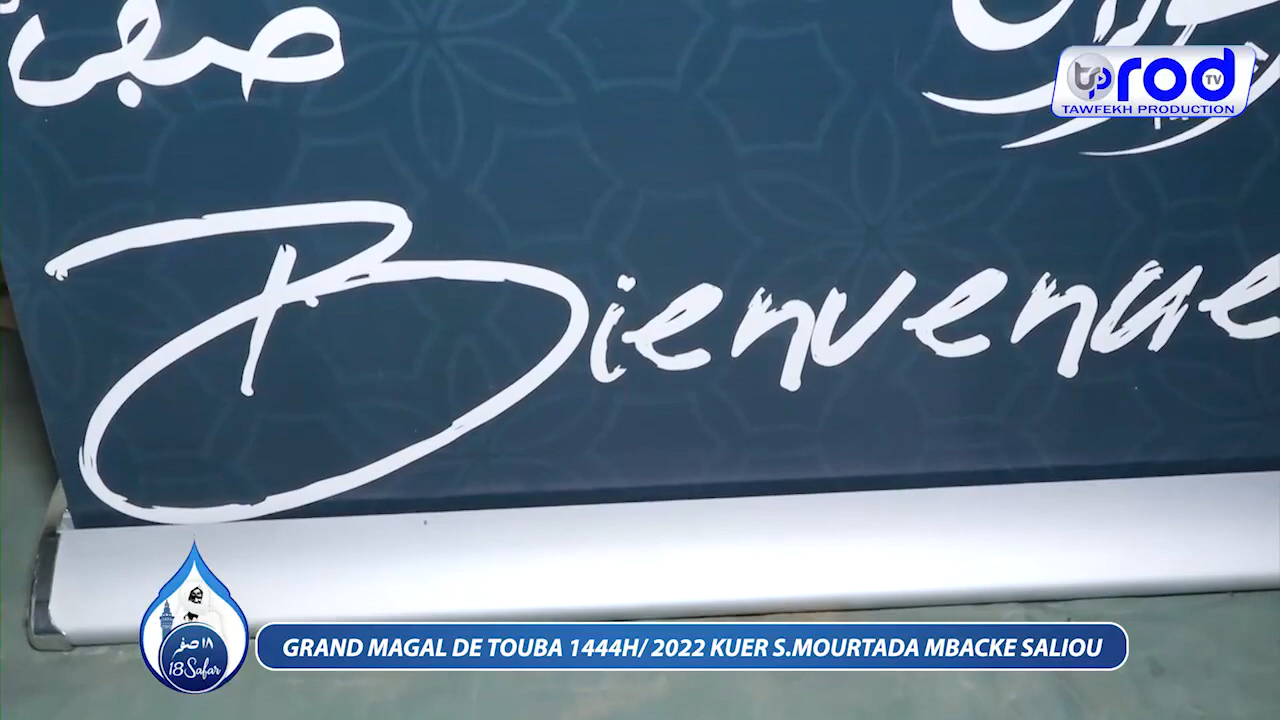 صفر
prod TV
TAWFEKH PRODUCTION
Bienvenue
١٨ صفر
18 Safar
GRAND MAGAL DE TOUBA 1444H/ 2022 KUER S.MOURTADA MBACKE SALIOU